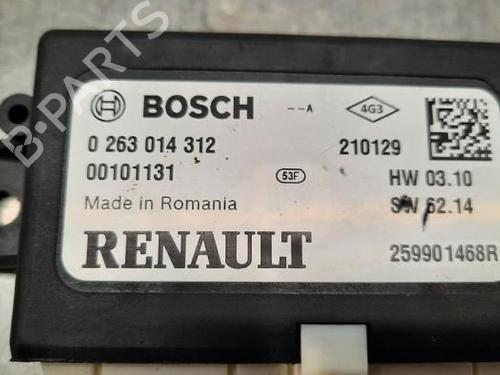 B-PARTS
BOSCH --A 4G3
0 263 014 312 210129
00101131 53F HW 03.10
Made in Romania SW 62.14
RENAULT 259901468R